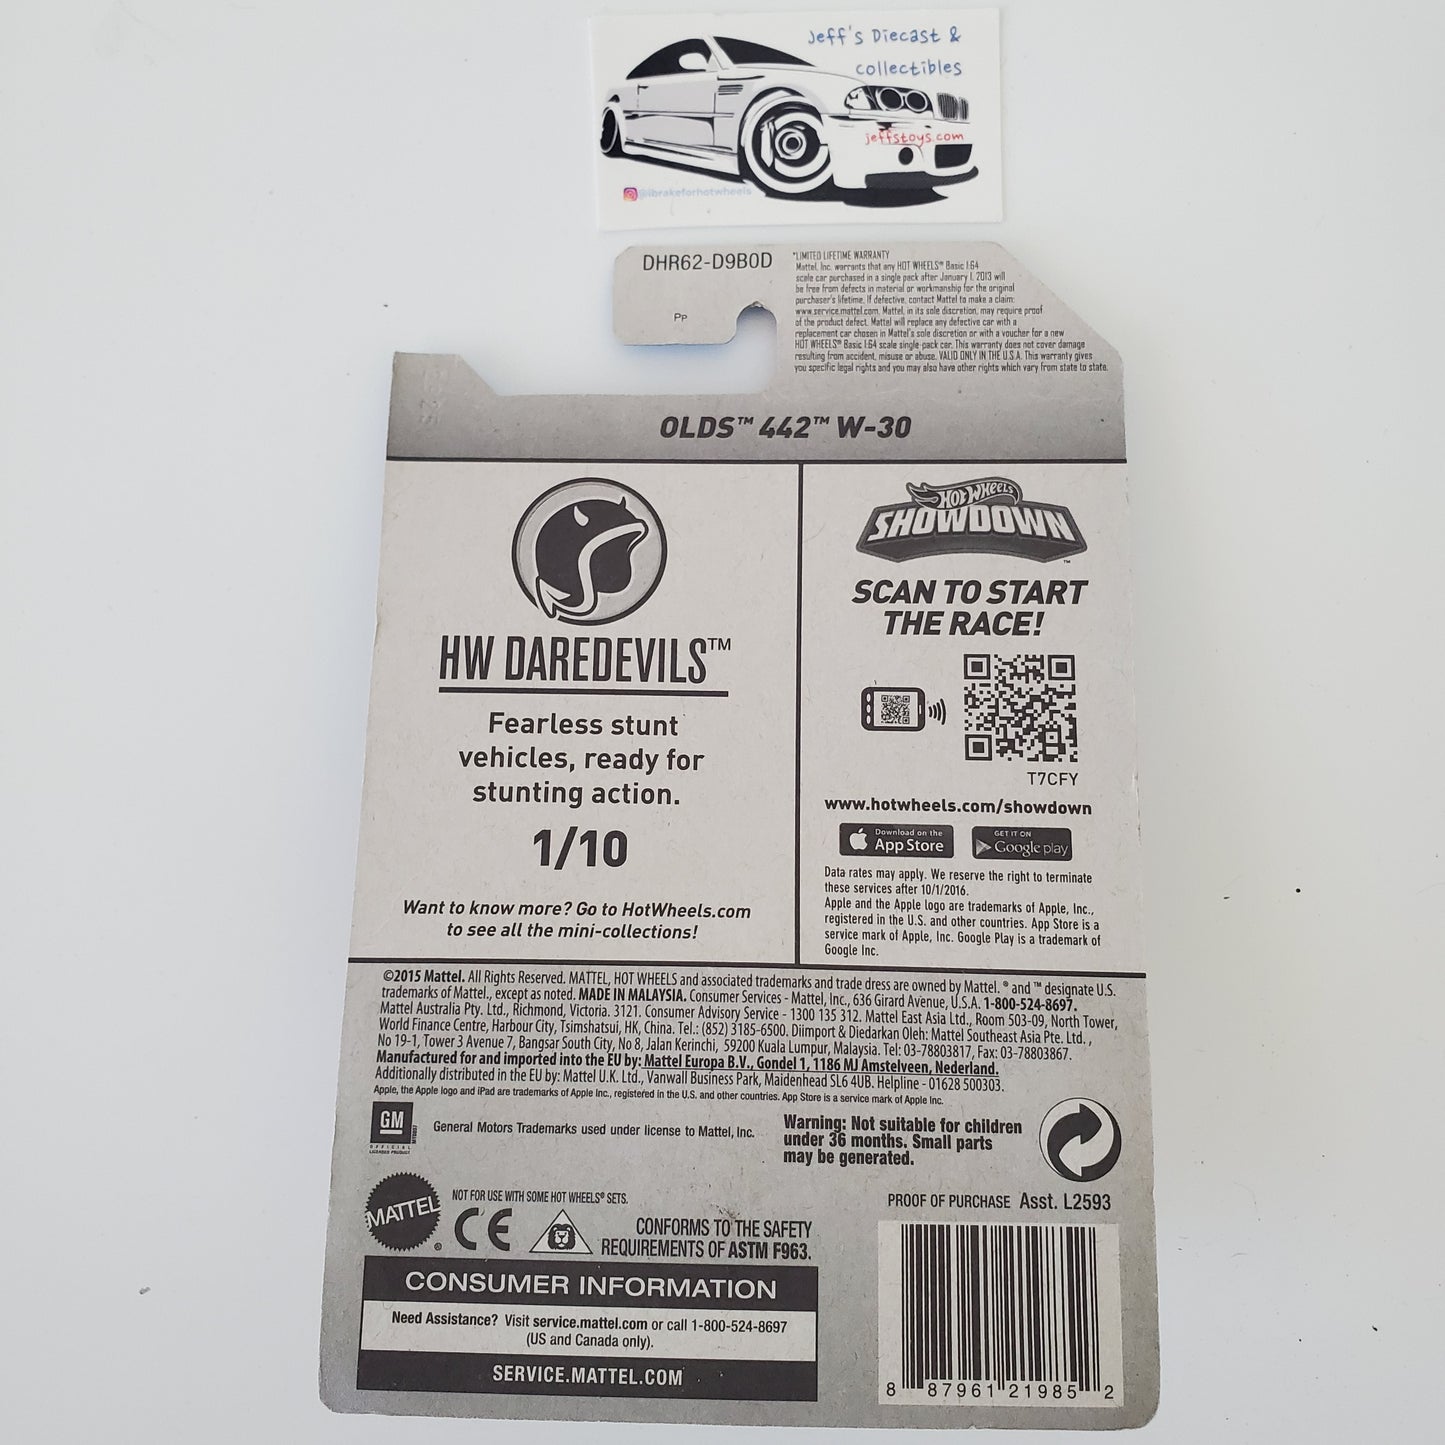 Jeff's Diecast &
collectibles
jeffstoys.com
@ibrakeforhotwheels
DHR62-D9B0D
PP
*LIMITED LIFETIME WARRANTY
Mattel, Inc. warrants that any HOT WHEELS® Basic 1:64
scale car purchased in a single pack after January 1, 2013 will
be free from defects in material or workmanship for the original
purchaser's lifetime. If defective, contact Mattel to make a claim:
www.service.mattel.com. Mattel, in its sole discretion, may require proof
of the product defect. Mattel will replace any defective car with a
replacement car chosen in Mattel's sole discretion or with a voucher for a new
HOT WHEELS® Basic 1:64 scale single-pack car. This warranty does not cover damage
resulting from accident, misuse or abuse. VALID ONLY IN THE U.S.A. This warranty gives
you specific legal rights and you may also have other rights which vary from state to state.
OLDS™ 442™ W-30
HW DAREDEVILS™
Fearless stunt
vehicles, ready for
stunting action.
1/10
Want to know more? Go to HotWheels.com
to see all the mini-collections!
HOT WHEELS
SHOWDOWN™
SCAN TO START
THE RACE!
T7CFY
www.hotwheels.com/showdown
Download on the
App Store
GET IT ON
Google play
Data rates may apply. We reserve the right to terminate
these services after 10/1/2016.
Apple and the Apple logo are trademarks of Apple, Inc.,
registered in the U.S. and other countries. App Store is a
service mark of Apple, Inc. Google Play is a trademark of
Google Inc.
©2015 Mattel. All Rights Reserved. MATTEL, HOT WHEELS and associated trademarks and trade dress are owned by Mattel. ® and ™ designate U.S.
trademarks of Mattel., except as noted. MADE IN MALAYSIA. Consumer Services - Mattel, Inc., 636 Girard Avenue, U.S.A. 1-800-524-8697.
Mattel Australia Pty. Ltd., Richmond, Victoria. 3121. Consumer Advisory Service - 1300 135 312. Mattel East Asia Ltd., Room 503-09, North Tower,
World Finance Centre, Harbour City, Tsimshatsui, HK, China. Tel.: (852) 3185-6500. Diimport & Diedarkan Oleh: Mattel Southeast Asia Pte. Ltd.,
No 19-1, Tower 3 Avenue 7, Bangsar South City, No 8, Jalan Kerinchi, 59200 Kuala Lumpur, Malaysia. Tel: 03-78803817, Fax: 03-78803867.
Manufactured for and imported into the EU by: Mattel Europa B.V., Gondel 1, 1186 MJ Amstelveen, Nederland.
Additionally distributed in the EU by: Mattel U.K. Ltd., Vanwall Business Park, Maidenhead SL6 4UB. Helpline - 01628 500303.
Apple, the Apple logo and iPad are trademarks of Apple Inc., registered in the U.S. and other countries. App Store is a service mark of Apple Inc.
GM
OFFICIAL
LICENSED PRODUCT
General Motors Trademarks used under license to Mattel, Inc.
Warning: Not suitable for children
under 36 months. Small parts
may be generated.
MATTEL®
NOT FOR USE WITH SOME HOT WHEELS® SETS.
CE
CONFORMS TO THE SAFETY
REQUIREMENTS OF ASTM F963.
PROOF OF PURCHASE Asst. L2593
CONSUMER INFORMATION
Need Assistance? Visit service.mattel.com or call 1-800-524-8697
(US and Canada only).
SERVICE.MATTEL.COM
8 87961 21985 2